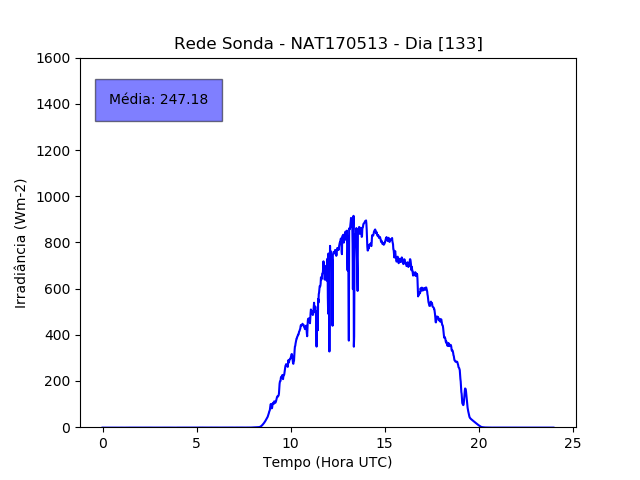 Rede Sonda - NAT170513 - Dia [133]
1600
1400
1200
1000
800
600
400
200
0
Média: 247.18
Irradiância (Wm-2)
0 5 10 15 20 25
Tempo (Hora UTC)